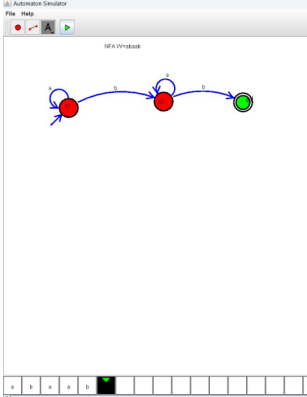 Automaton Simulator
File Help
A
NFA W=abaab
a
a
b
b
a b a a b